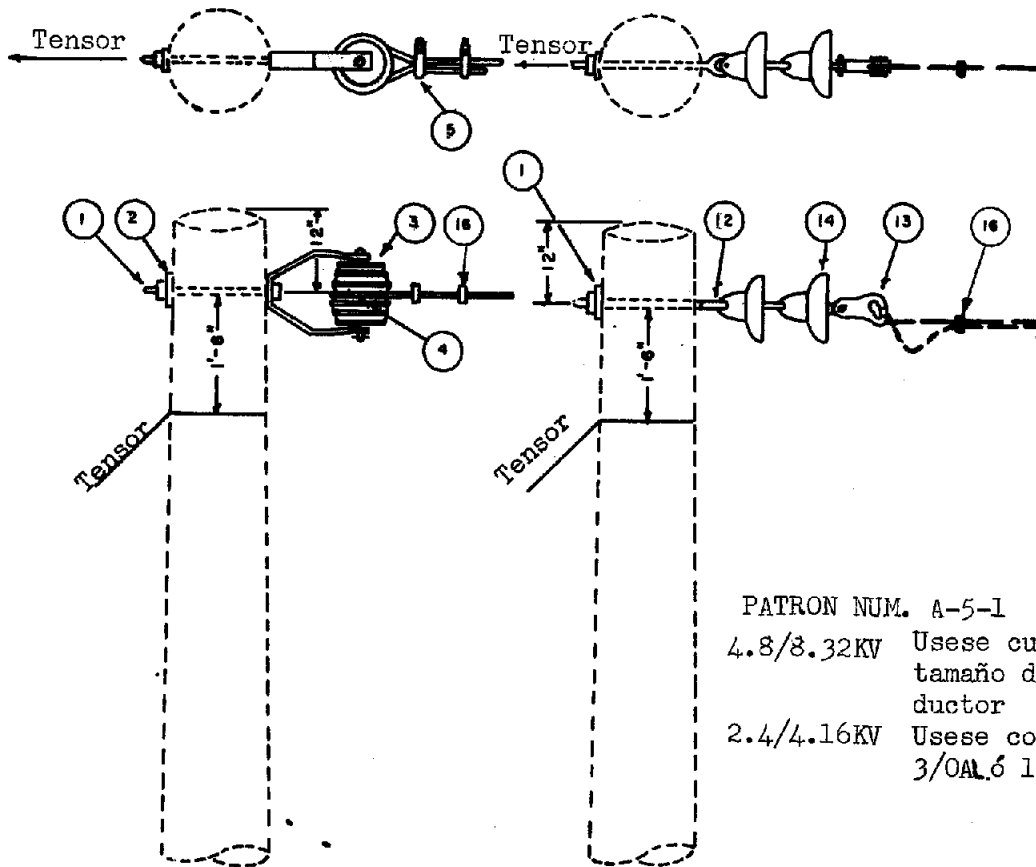 Tensor
Tensor
5
1
2
12"
3
16
1
12"
12
14
13
16
4
1'-6"
1'-6"
Tensor
Tensor
PATRON NUM. A-5-1
4.8/8.32KV Usese cu
tamaño d
ductor
2.4/4.16KV Usese co
3/0AL ó 1